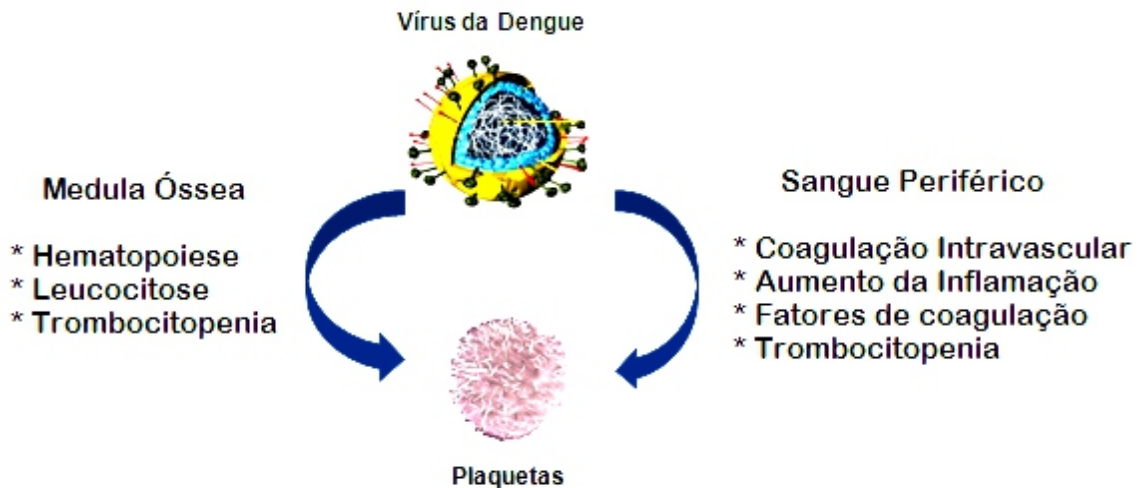 Vírus da Dengue
Medula Óssea
* Hematopoiese
* Leucocitose
* Trombocitopenia
Sangue Periférico
* Coagulação Intravascular
* Aumento da Inflamação
* Fatores de coagulação
* Trombocitopenia
Plaquetas